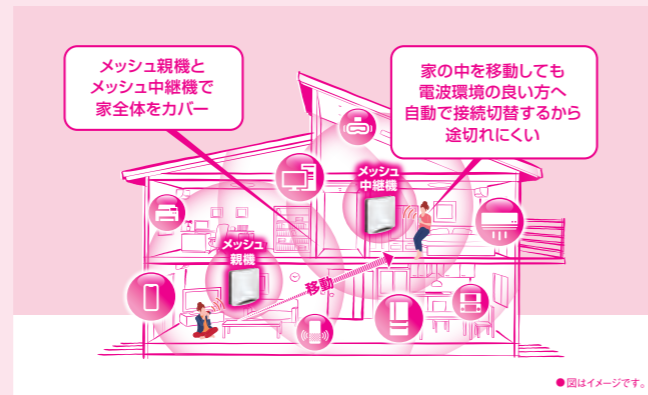 メッシュ親機と
メッシュ中継機で
家全体をカバー
家の中を移動しても
電波環境の良い方へ
自動で接続切替するから
途切れにくい
メッシュ
中継機
メッシュ
親機
移動
●図はイメージです。